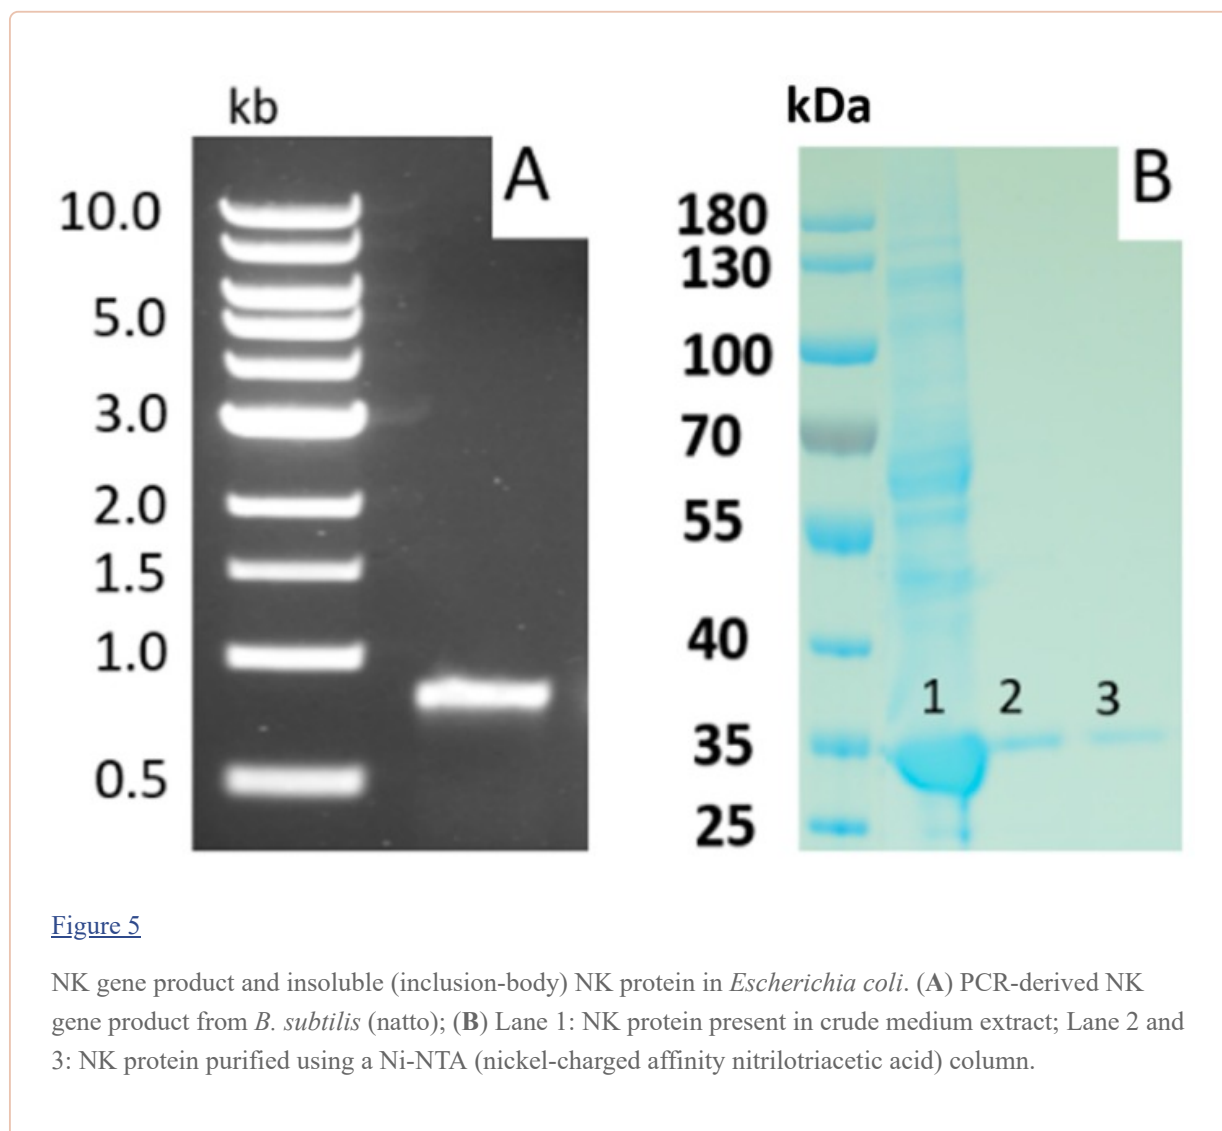 kb
A
10.0
5.0
3.0
2.0
1.5
1.0
0.5
kDa
B
180
130
100
70
55
40
35
25
1 2 3
Figure 5
NK gene product and insoluble (inclusion-body) NK protein in Escherichia coli. (A) PCR-derived NK
gene product from B. subtilis (natto); (B) Lane 1: NK protein present in crude medium extract; Lane 2 and
3: NK protein purified using a Ni-NTA (nickel-charged affinity nitrilotriacetic acid) column.